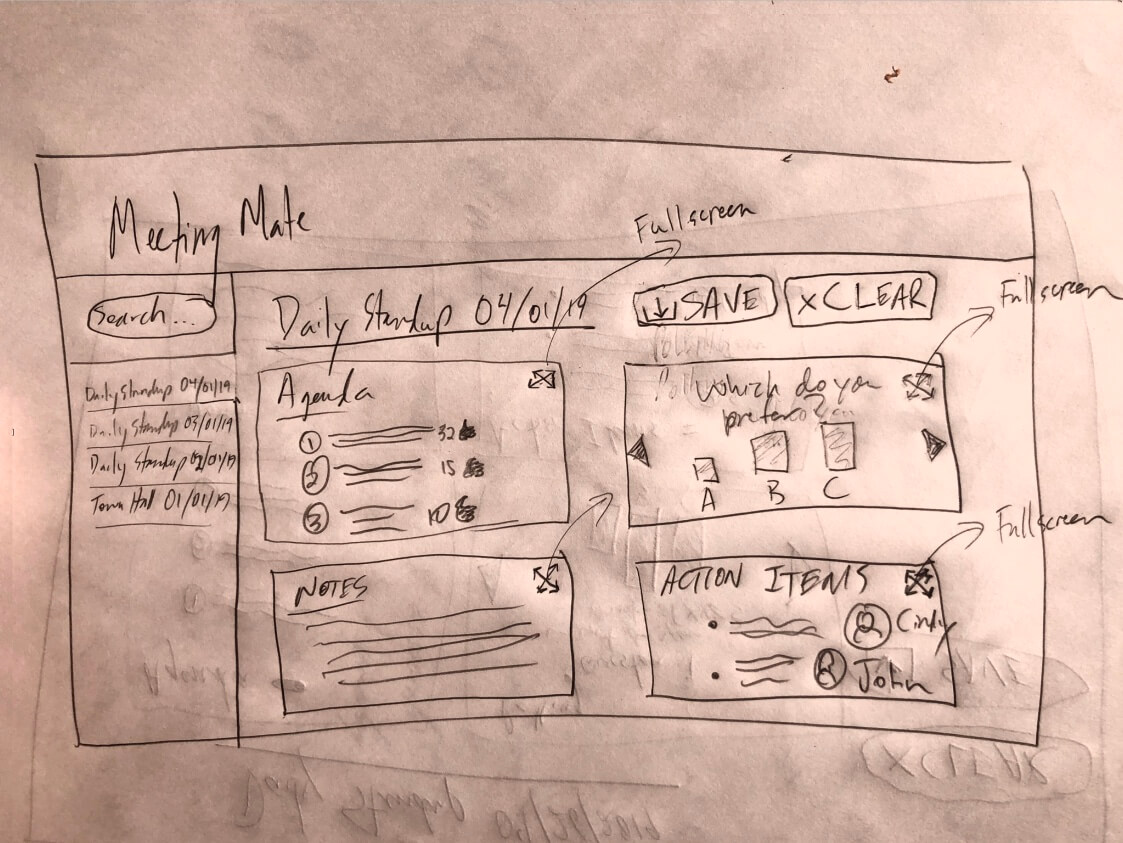 Meeting Mate
Fullscreen
Search...
Daily Standup 04/01/19
SAVE
x CLEAR
Fullscreen
Daily Standup 04/01/19
Daily Standup 03/01/19
Daily Standup 02/01/19
Town Hall 01/01/19
Agenda
1 32
2 15
3 10
Which do you
prefer?
A B C
Fullscreen
NOTES
ACTION ITEMS
Cindy
John
XCLEAR